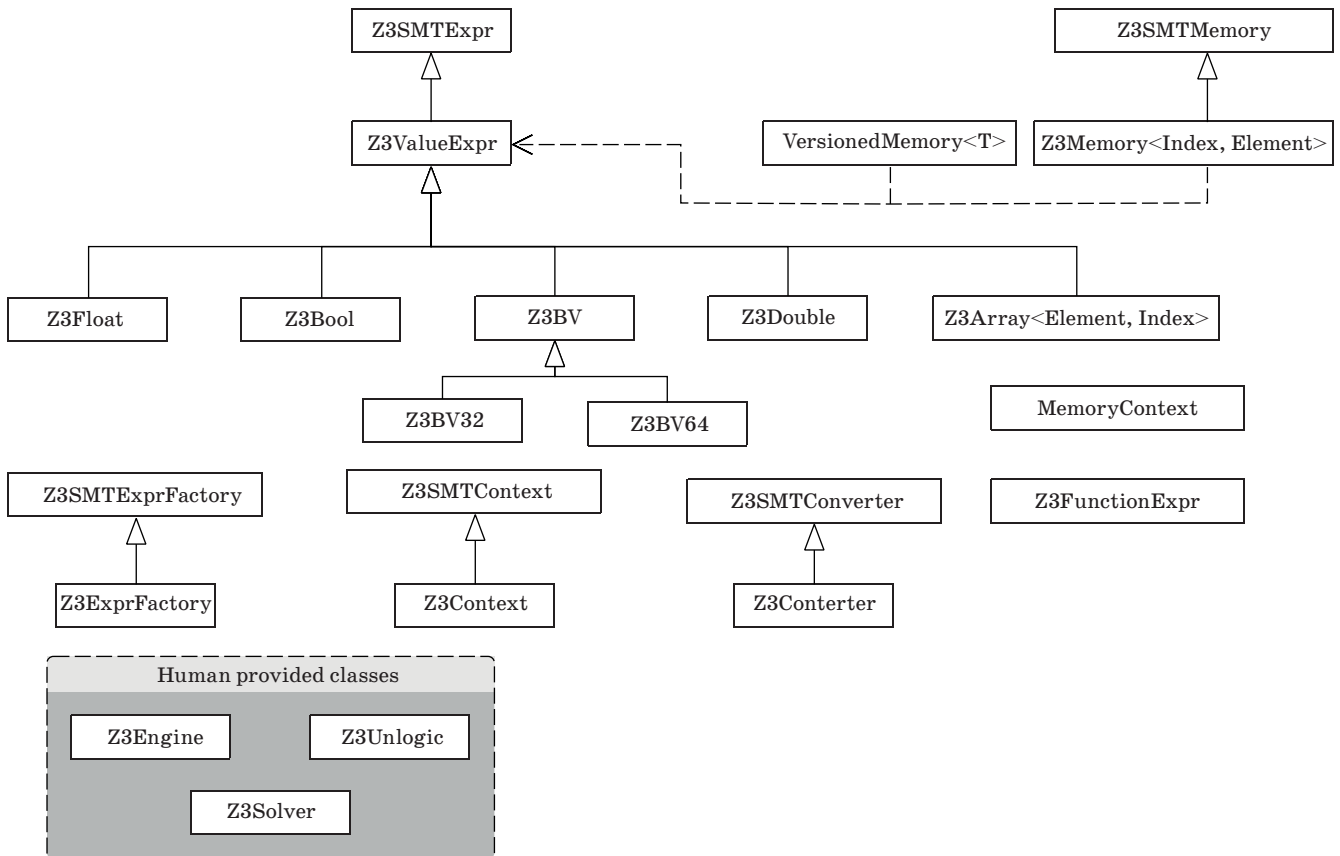 Z3SMTExpr
Z3SMTMemory
Z3ValueExpr
VersionedMemory<T>
Z3Memory<Index, Element>
Z3Float
Z3Bool
Z3BV
Z3Double
Z3Array<Element, Index>
Z3BV32
Z3BV64
MemoryContext
Z3SMTExprFactory
Z3SMTContext
Z3SMTConverter
Z3FunctionExpr
Z3ExprFactory
Z3Context
Z3Conterter
Human provided classes
Z3Engine
Z3Unlogic
Z3Solver